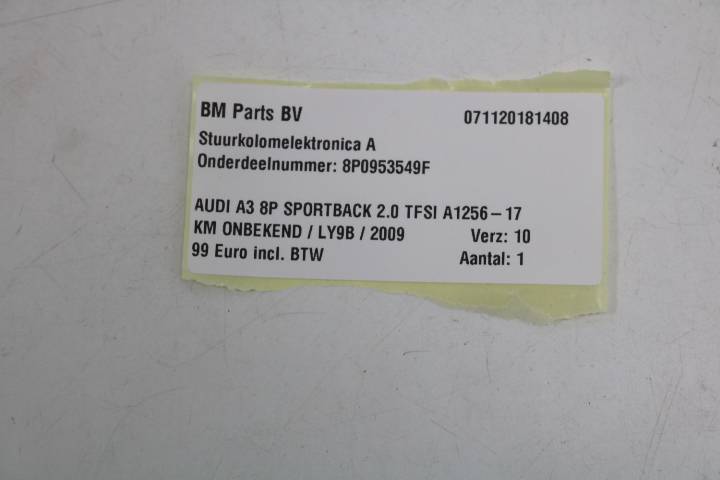 BM Parts BV 071120181408
Stuurkolomelektronica A
Onderdeelnummer: 8P0953549F
AUDI A3 8P SPORTBACK 2.0 TFSI A1256-17
KM ONBEKEND / LY9B / 2009 Verz: 10
99 Euro incl. BTW Aantal: 1